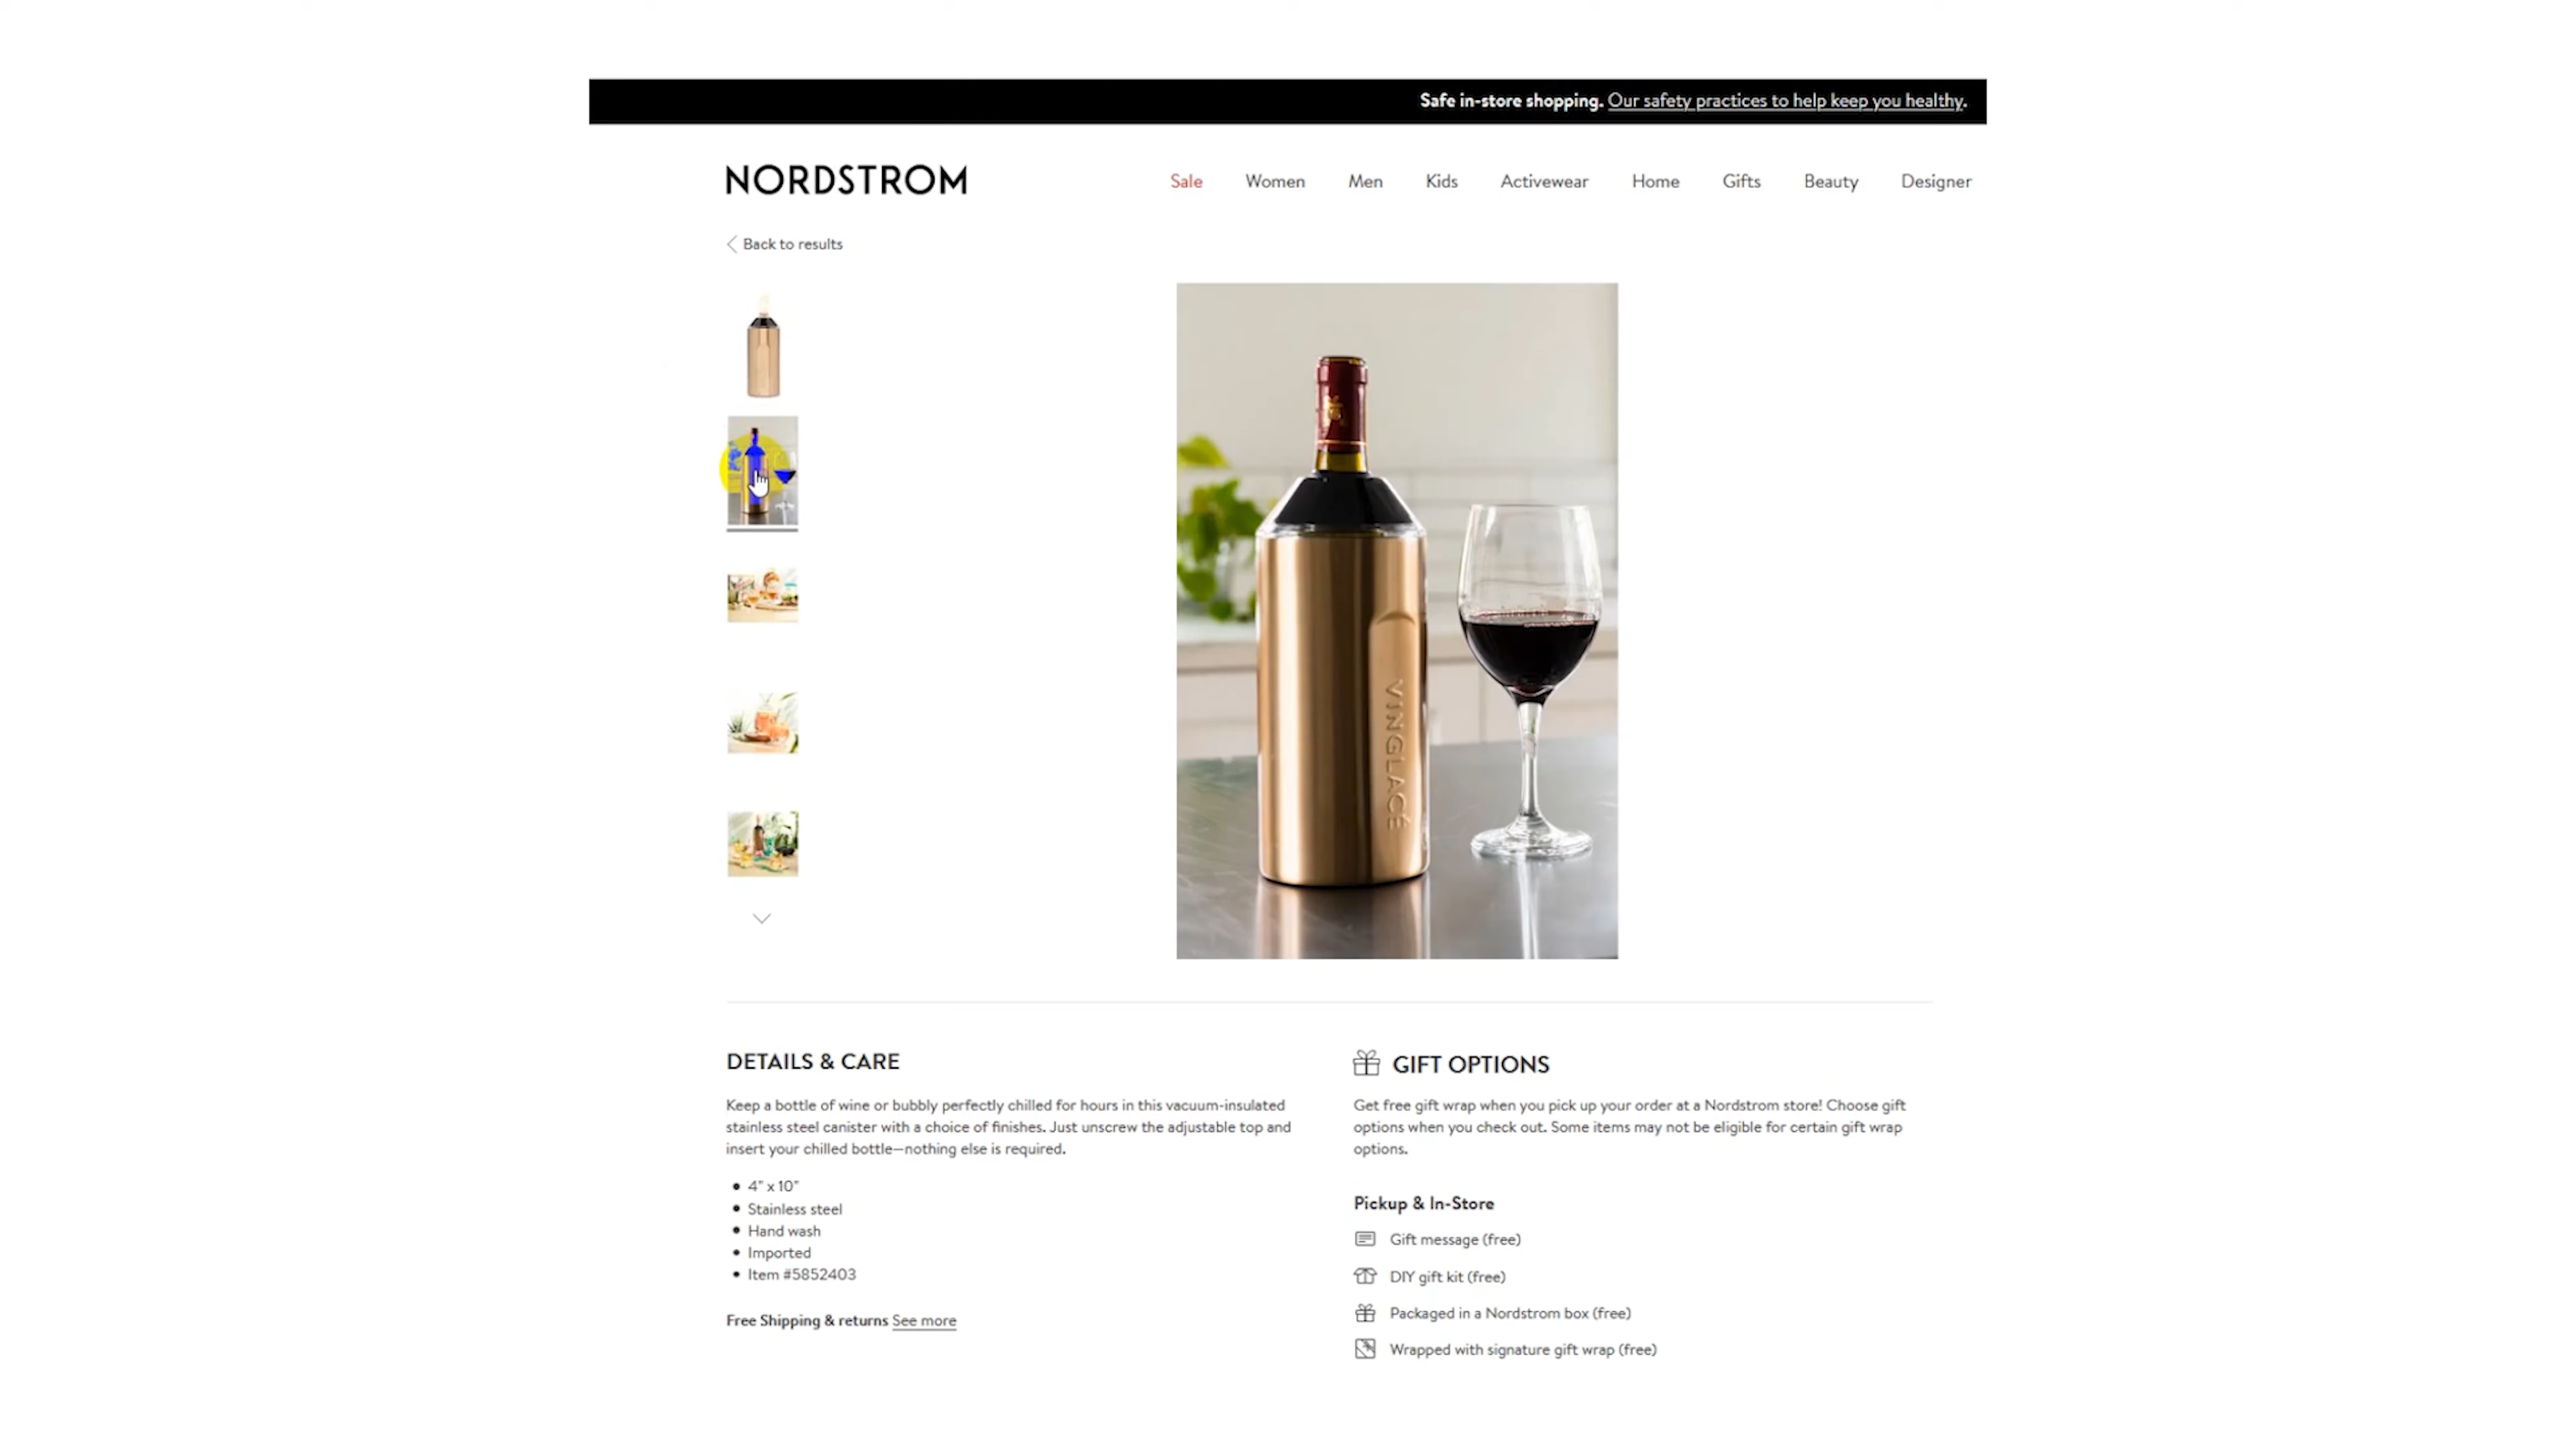 Safe in-store shopping. Our safety practices to help keep you healthy.
NORDSTROM
Sale Women Men Kids Activewear Home Gifts Beauty Designer
Back to results
VINGLACÉ
DETAILS & CARE
Keep a bottle of wine or bubbly perfectly chilled for hours in this vacuum-insulated
stainless steel canister with a choice of finishes. Just unscrew the adjustable top and
insert your chilled bottle—nothing else is required.
• 4" x 10"
• Stainless steel
• Hand wash
• Imported
• Item #5852403
Free Shipping & returns See more
GIFT OPTIONS
Get free gift wrap when you pick up your order at a Nordstrom store! Choose gift
options when you check out. Some items may not be eligible for certain gift wrap
options.
Pickup & In-Store
Gift message (free)
DIY gift kit (free)
Packaged in a Nordstrom box (free)
Wrapped with signature gift wrap (free)